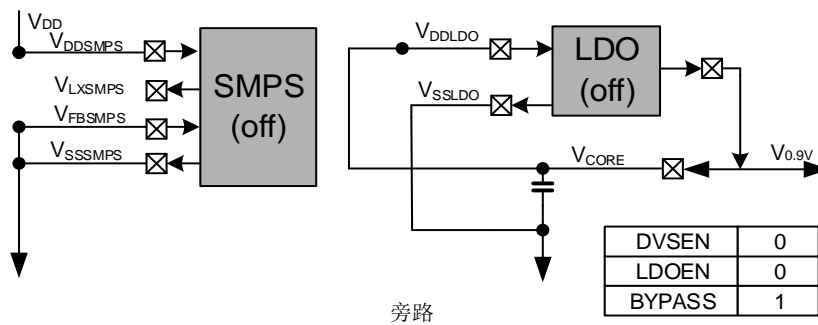 VDD
VDDSMPS
VLXSMPS
VFBSMPS
VSSSMPS
SMPS
(off)
VDDLDO
VSSLDO
LDO
(off)
VCORE
V0.9V
DVSEN 0
LDOEN 0
BYPASS 1
旁路